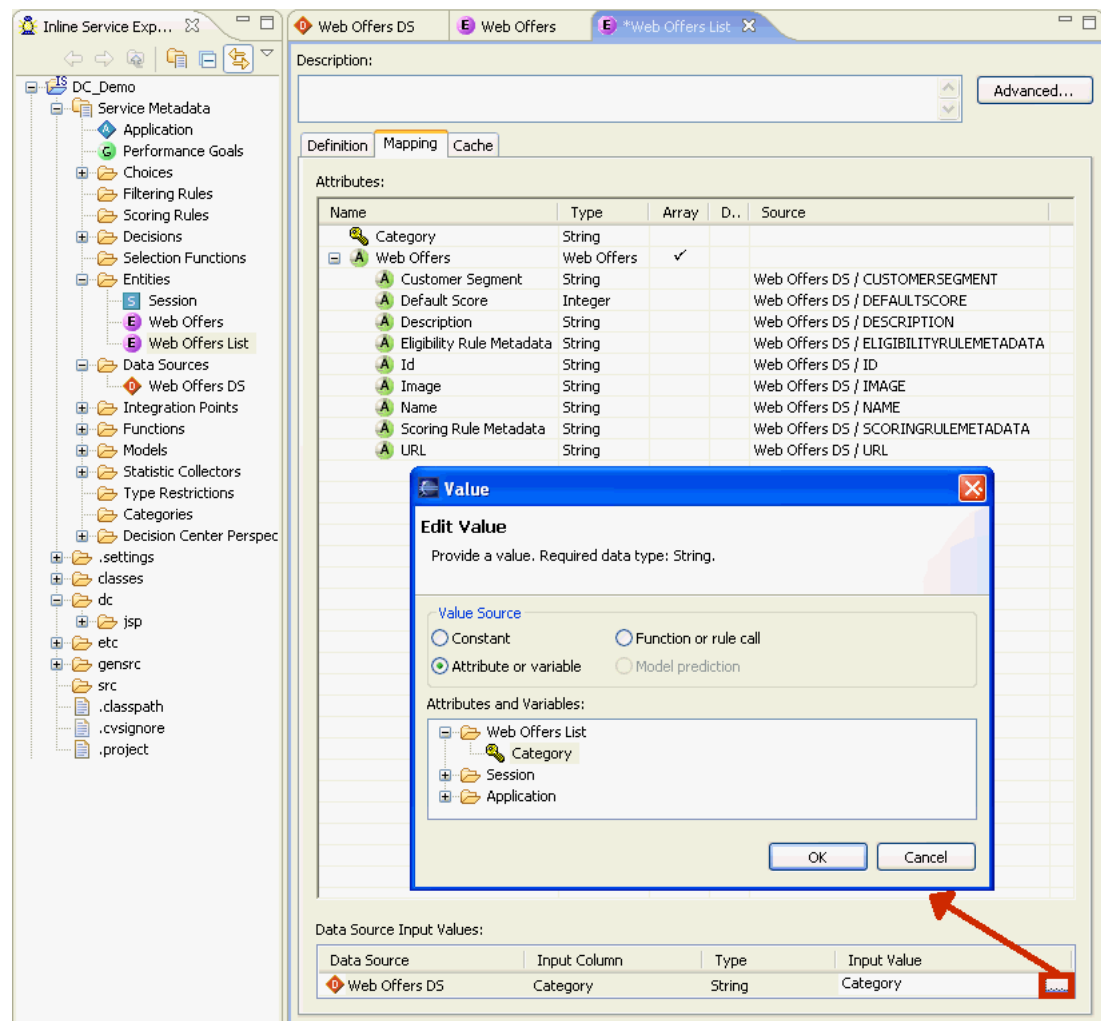 Inline Service Exp...
DC_Demo
Service Metadata
Application
Performance Goals
Choices
Filtering Rules
Scoring Rules
Decisions
Selection Functions
Entities
Session
Web Offers
Web Offers List
Data Sources
Web Offers DS
Integration Points
Functions
Models
Statistic Collectors
Type Restrictions
Categories
Decision Center Perspec
.settings
classes
dc
jsp
etc
gensrc
src
.classpath
.cvsignore
.project
Web Offers DS Web Offers *Web Offers List
Description:
Advanced...
Definition Mapping Cache
Attributes:
Name Type Array D.. Source
Category String
Web Offers Web Offers ✓
Customer Segment String Web Offers DS / CUSTOMERSEGMENT
Default Score Integer Web Offers DS / DEFAULTSCORE
Description String Web Offers DS / DESCRIPTION
Eligibility Rule Metadata String Web Offers DS / ELIGIBILITYRULEMETADATA
Id String Web Offers DS / ID
Image String Web Offers DS / IMAGE
Name String Web Offers DS / NAME
Scoring Rule Metadata String Web Offers DS / SCORINGRULEMETADATA
URL String Web Offers DS / URL
Value
Edit Value
Provide a value. Required data type: String.
Value Source
Constant Function or rule call
Attribute or variable Model prediction
Attributes and Variables:
Web Offers List
Category
Session
Application
OK Cancel
Data Source Input Values:
Data Source Input Column Type Input Value
Web Offers DS Category String Category ...